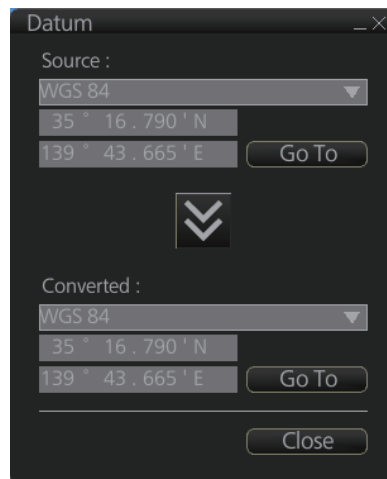 Datum
Source :
WGS 84
35 ° 16 . 790 ' N
139 ° 43 . 665 ' E Go To
Converted :
WGS 84
35 ° 16 . 790 ' N
139 ° 43 . 665 ' E Go To
Close